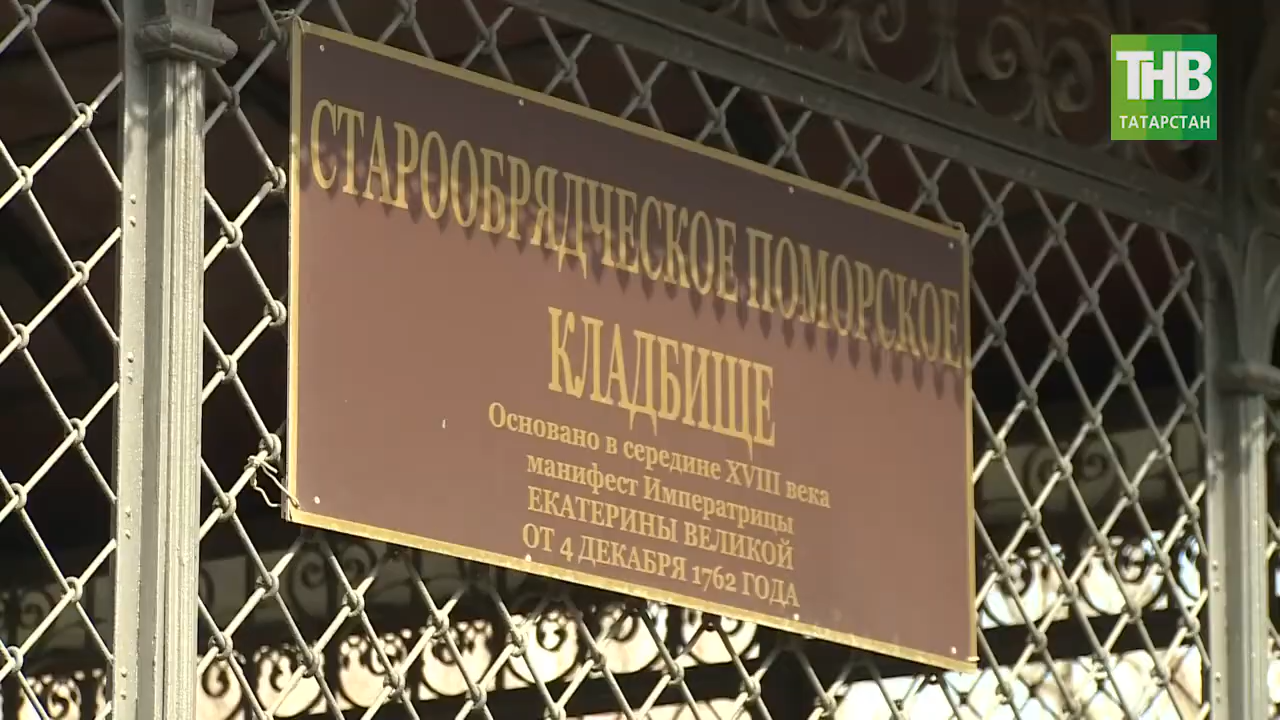 СТАРООБРЯДЧЕСКОЕ ПОМОРСКОЕ
КЛАДБИЩЕ
Основано в середине XVIII века
манифест Императрицы
ЕКАТЕРИНЫ ВЕЛИКОЙ
ОТ 4 ДЕКАБРЯ 1762 ГОДА
ТНВ
ТАТАРСТАН